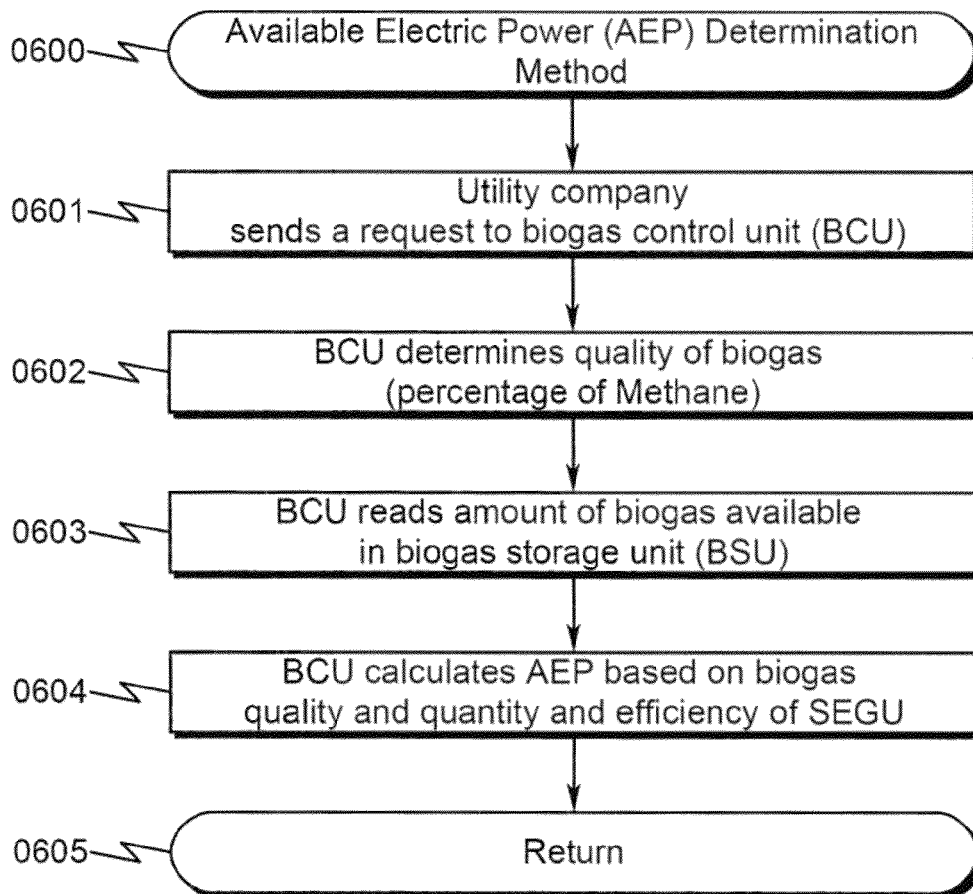 0600
Available Electric Power (AEP) Determination
Method
0601
Utility company
sends a request to biogas control unit (BCU)
0602
BCU determines quality of biogas
(percentage of Methane)
0603
BCU reads amount of biogas available
in biogas storage unit (BSU)
0604
BCU calculates AEP based on biogas
quality and quantity and efficiency of SEGU
0605
Return